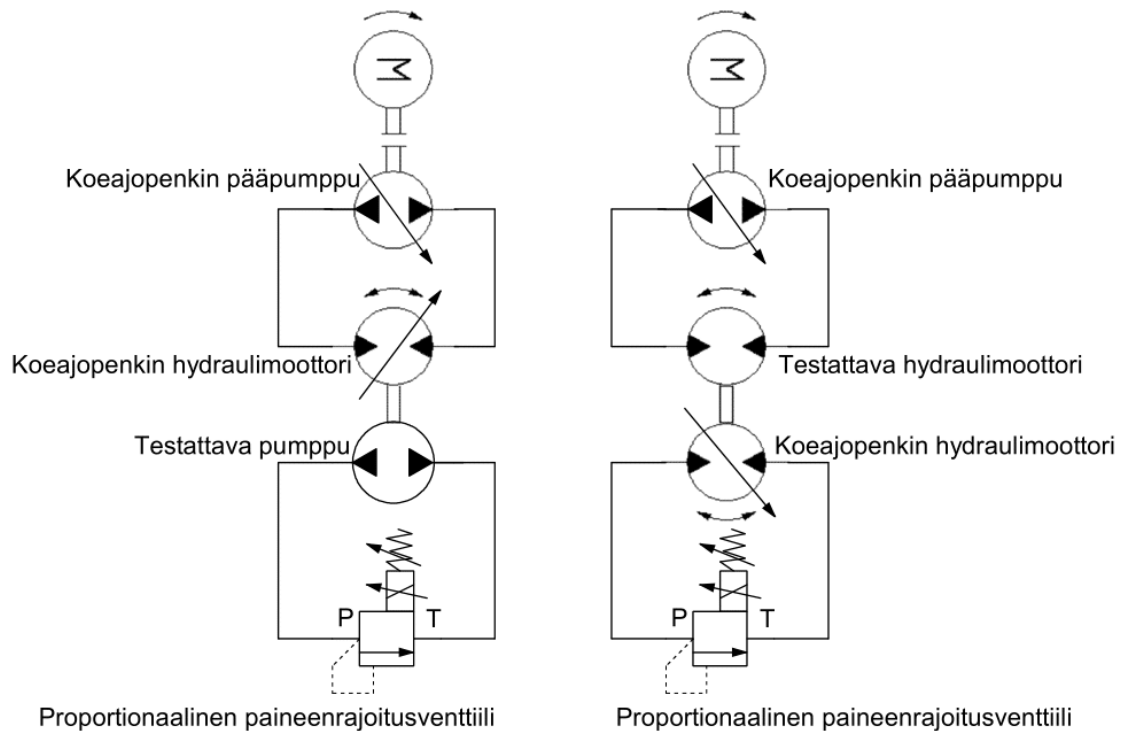 M
Koeajopenkin pääpumppu
Koeajopenkin hydraulimoottori
Testattava pumppu
P T
Proportionaalinen paineenrajoitusventtiili
M
Koeajopenkin pääpumppu
Testattava hydraulimoottori
Koeajopenkin hydraulimoottori
P T
Proportionaalinen paineenrajoitusventtiili